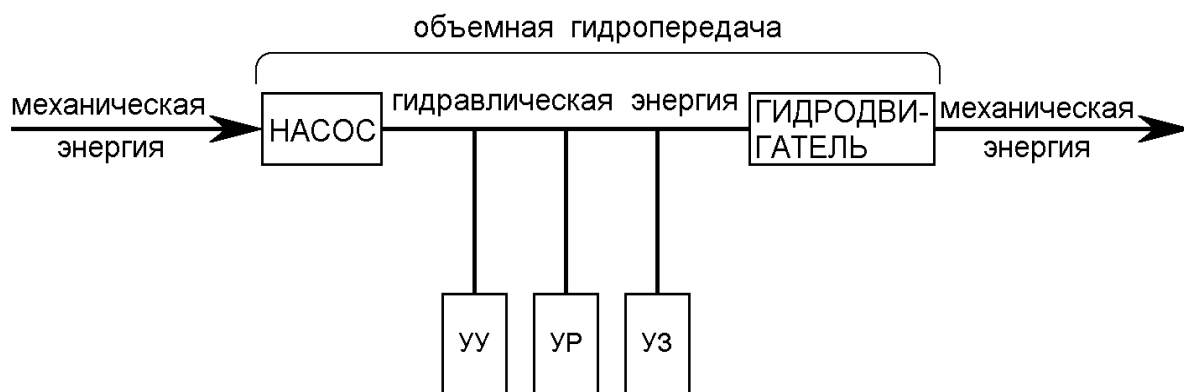 объемная гидропередача
механическая
энергия
НАСОС
гидравлическая энергия
ГИДРОДВИ-
ГАТЕЛЬ
механическая
энергия
УУ
УР
УЗ